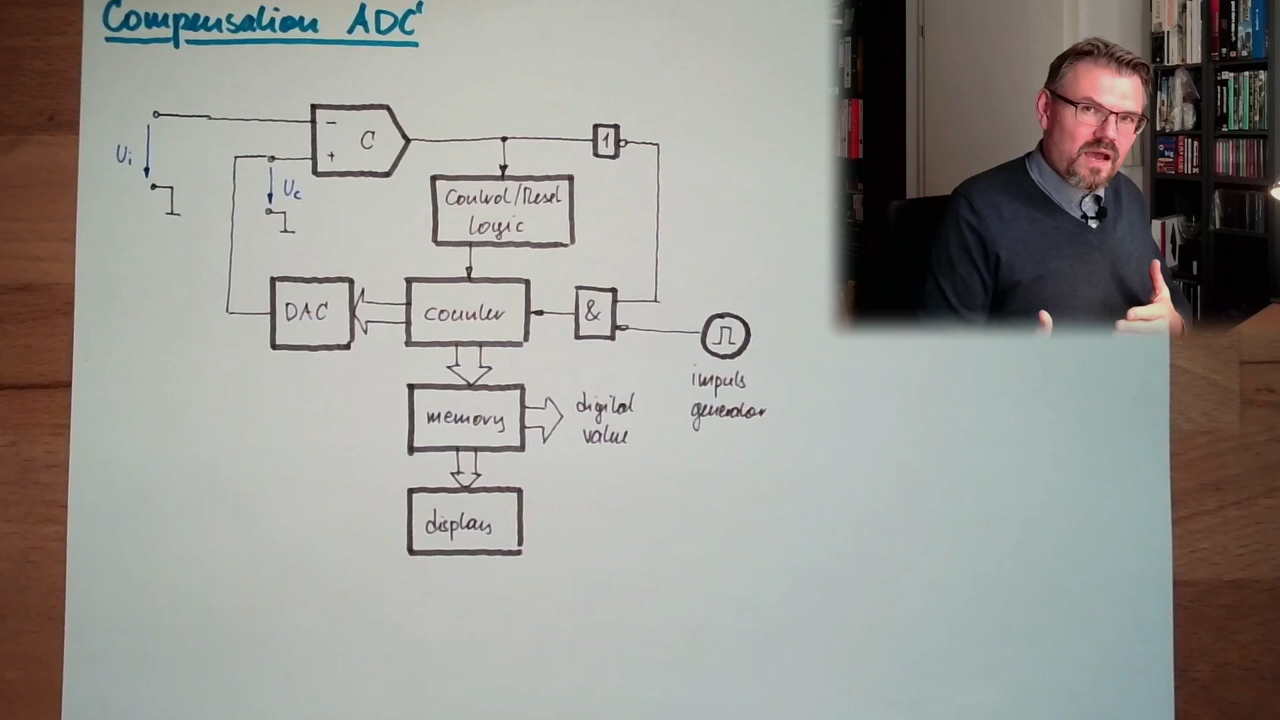 Compensation ADC
Ui
−
+
C
1
Uc
Control/Reset
Logic
DAC
counter
&
impuls
generator
memory
digital
value
display